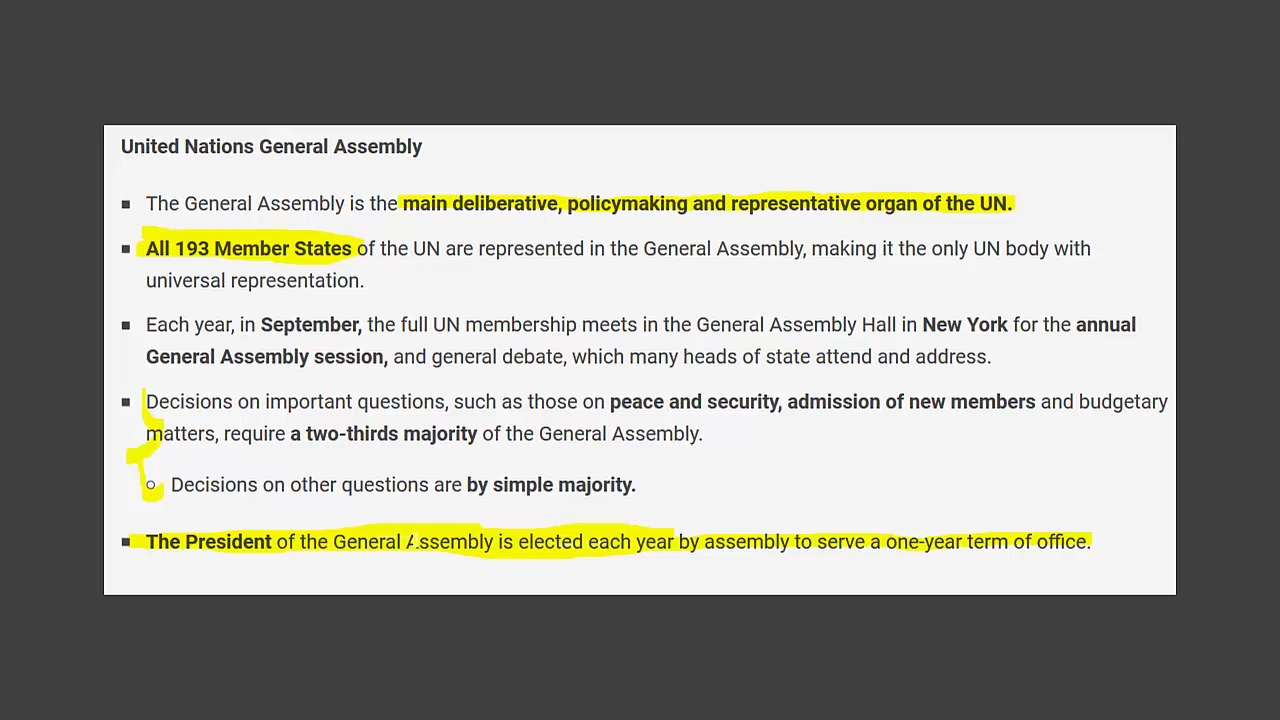 United Nations General Assembly
▪ The General Assembly is the main deliberative, policymaking and representative organ of the UN.
▪ All 193 Member States of the UN are represented in the General Assembly, making it the only UN body with
universal representation.
▪ Each year, in September, the full UN membership meets in the General Assembly Hall in New York for the annual
General Assembly session, and general debate, which many heads of state attend and address.
▪ Decisions on important questions, such as those on peace and security, admission of new members and budgetary
matters, require a two-thirds majority of the General Assembly.
○ Decisions on other questions are by simple majority.
▪ The President of the General Assembly is elected each year by assembly to serve a one-year term of office.